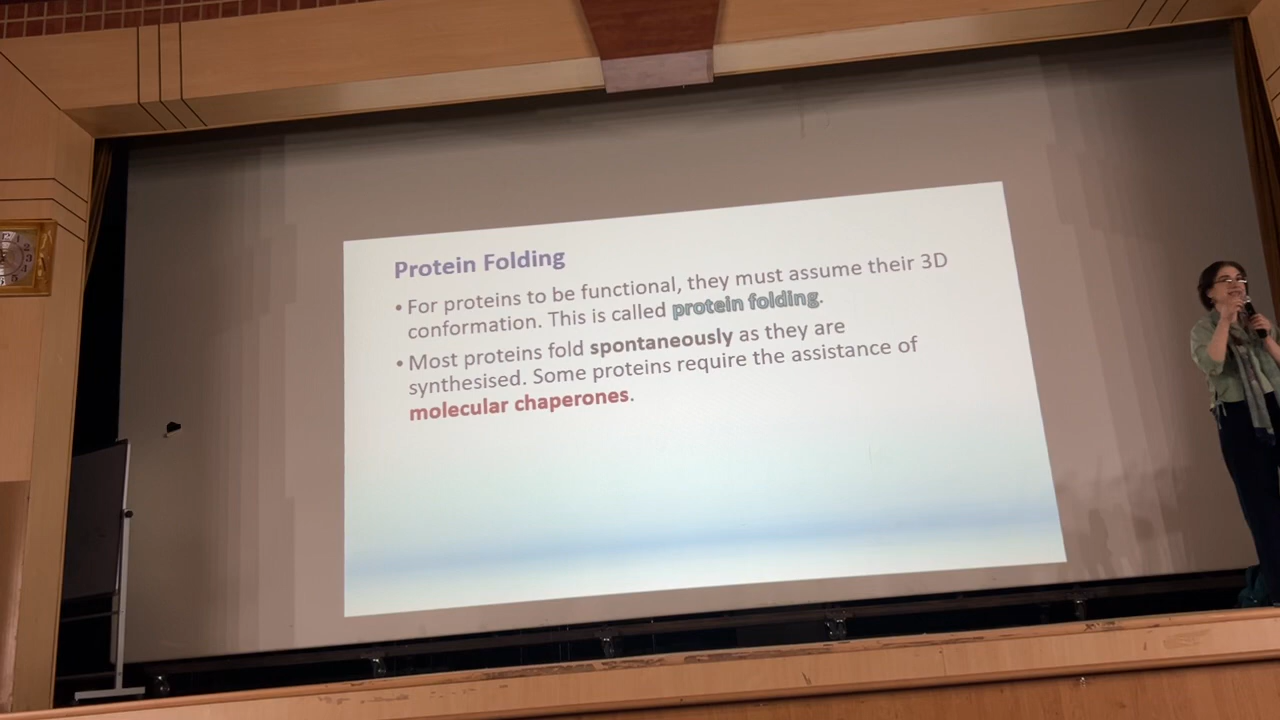 Protein Folding
• For proteins to be functional, they must assume their 3D
conformation. This is called protein folding.
• Most proteins fold spontaneously as they are
synthesised. Some proteins require the assistance of
molecular chaperones.